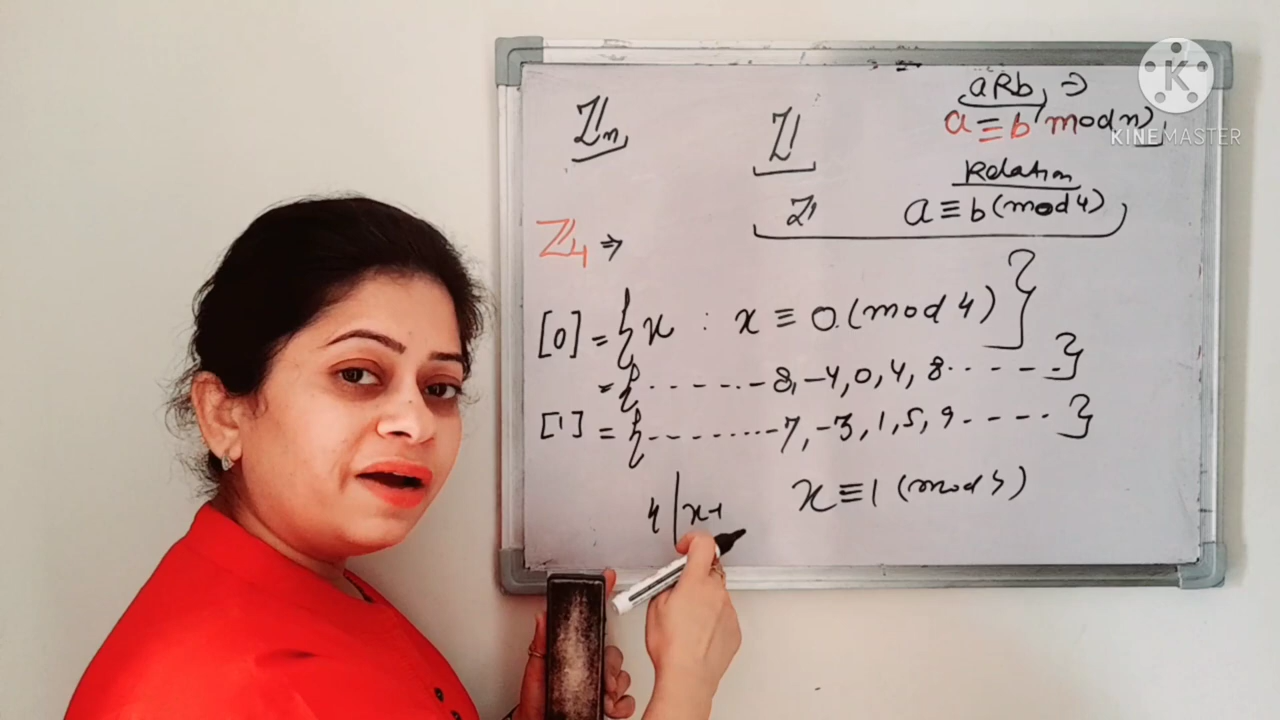 ℤn ℤ aRb ⇒
a ≡ b (mod n)
K
KINEMASTER
Relation
ℤ a ≡ b (mod 4)
ℤ4 ⇒
[0] = { x : x ≡ 0 (mod 4) }
= { ........ -8, -4, 0, 4, 8 ...... }
[1] = { ......... -7, -3, 1, 5, 9 .... }
4 | x-1 x ≡ 1 (mod 4)